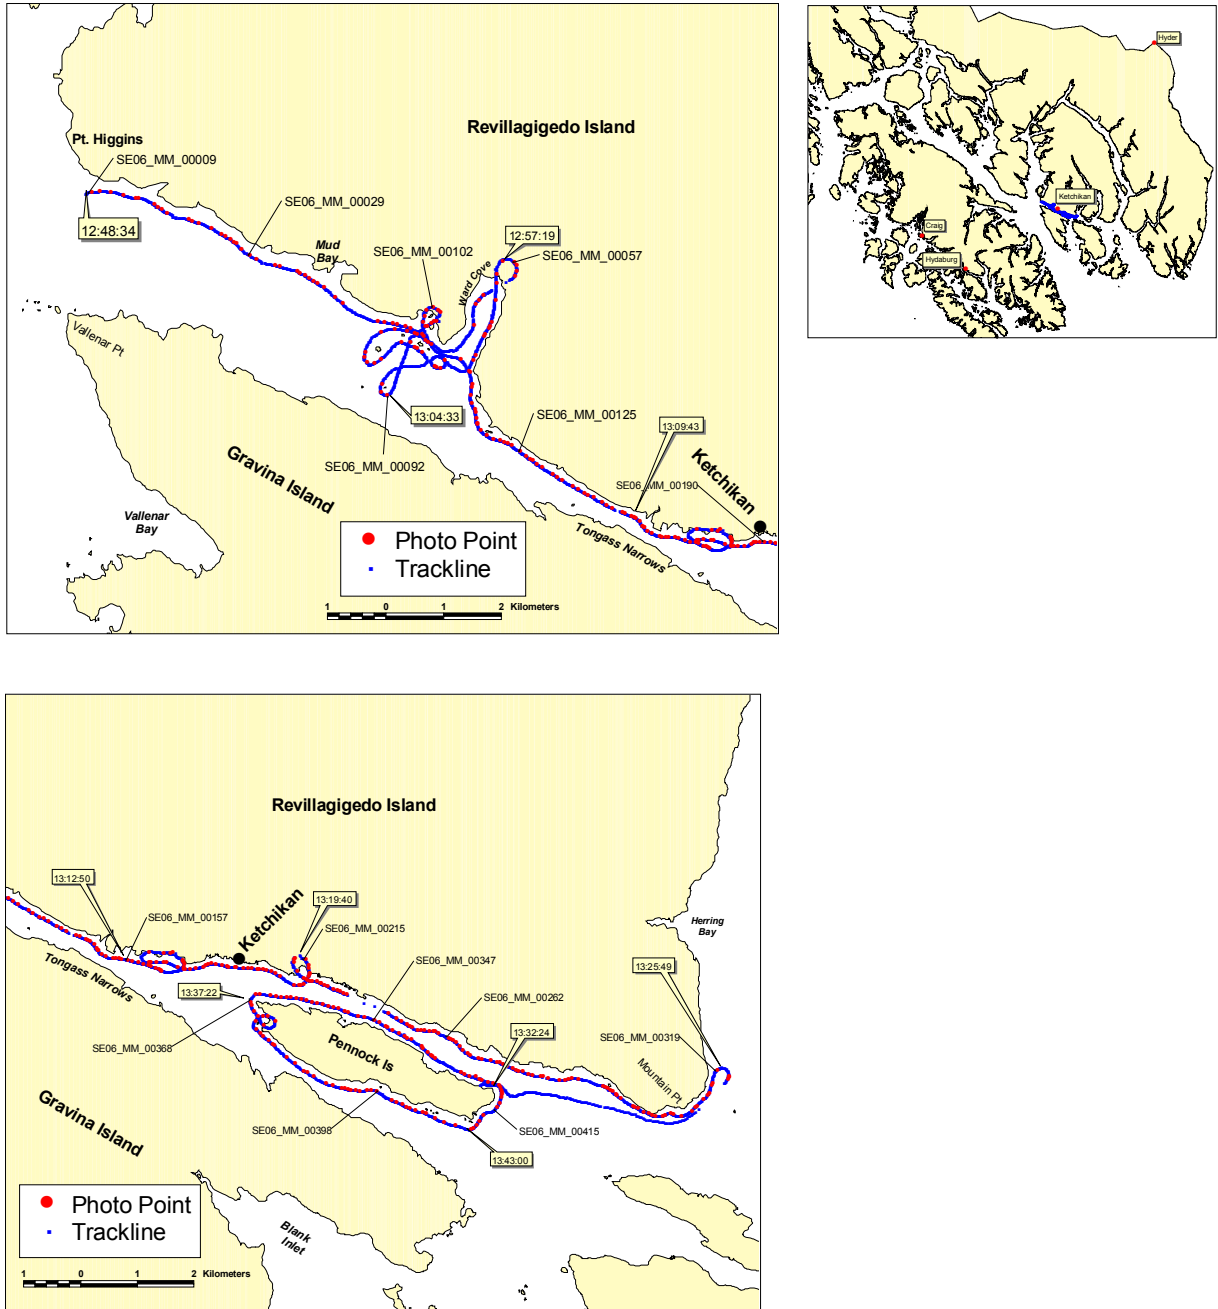 Revillagigedo Island
Pt. Higgins
SE06_MM_00009
12:48:34
SE06_MM_00029
Mud
Bay
SE06_MM_00102
Ward Cove
12:57:19
SE06_MM_00057
Vallenar Pt
13:04:33
SE06_MM_00092
SE06_MM_00125
13:09:43
Ketchikan
SE06_MM_00190
Gravina Island
Vallenar
Bay
Tongass Narrows
Photo Point
Trackline
1 0 1 2 Kilometers
Hyder
Ketchikan
Craig
Hydaburg
Revillagigedo Island
13:12:50
SE06_MM_00157
Ketchikan
13:19:40
SE06_MM_00215
Herring
Bay
Tongass Narrows
SE06_MM_00347
13:25:49
13:37:22
SE06_MM_00262
13:32:24
SE06_MM_00319
SE06_MM_00368
Pennock Is
Mountain Pt
Gravina Island
SE06_MM_00398
SE06_MM_00415
13:43:00
Photo Point
Trackline
Blank
Inlet
1 0 1 2 Kilometers